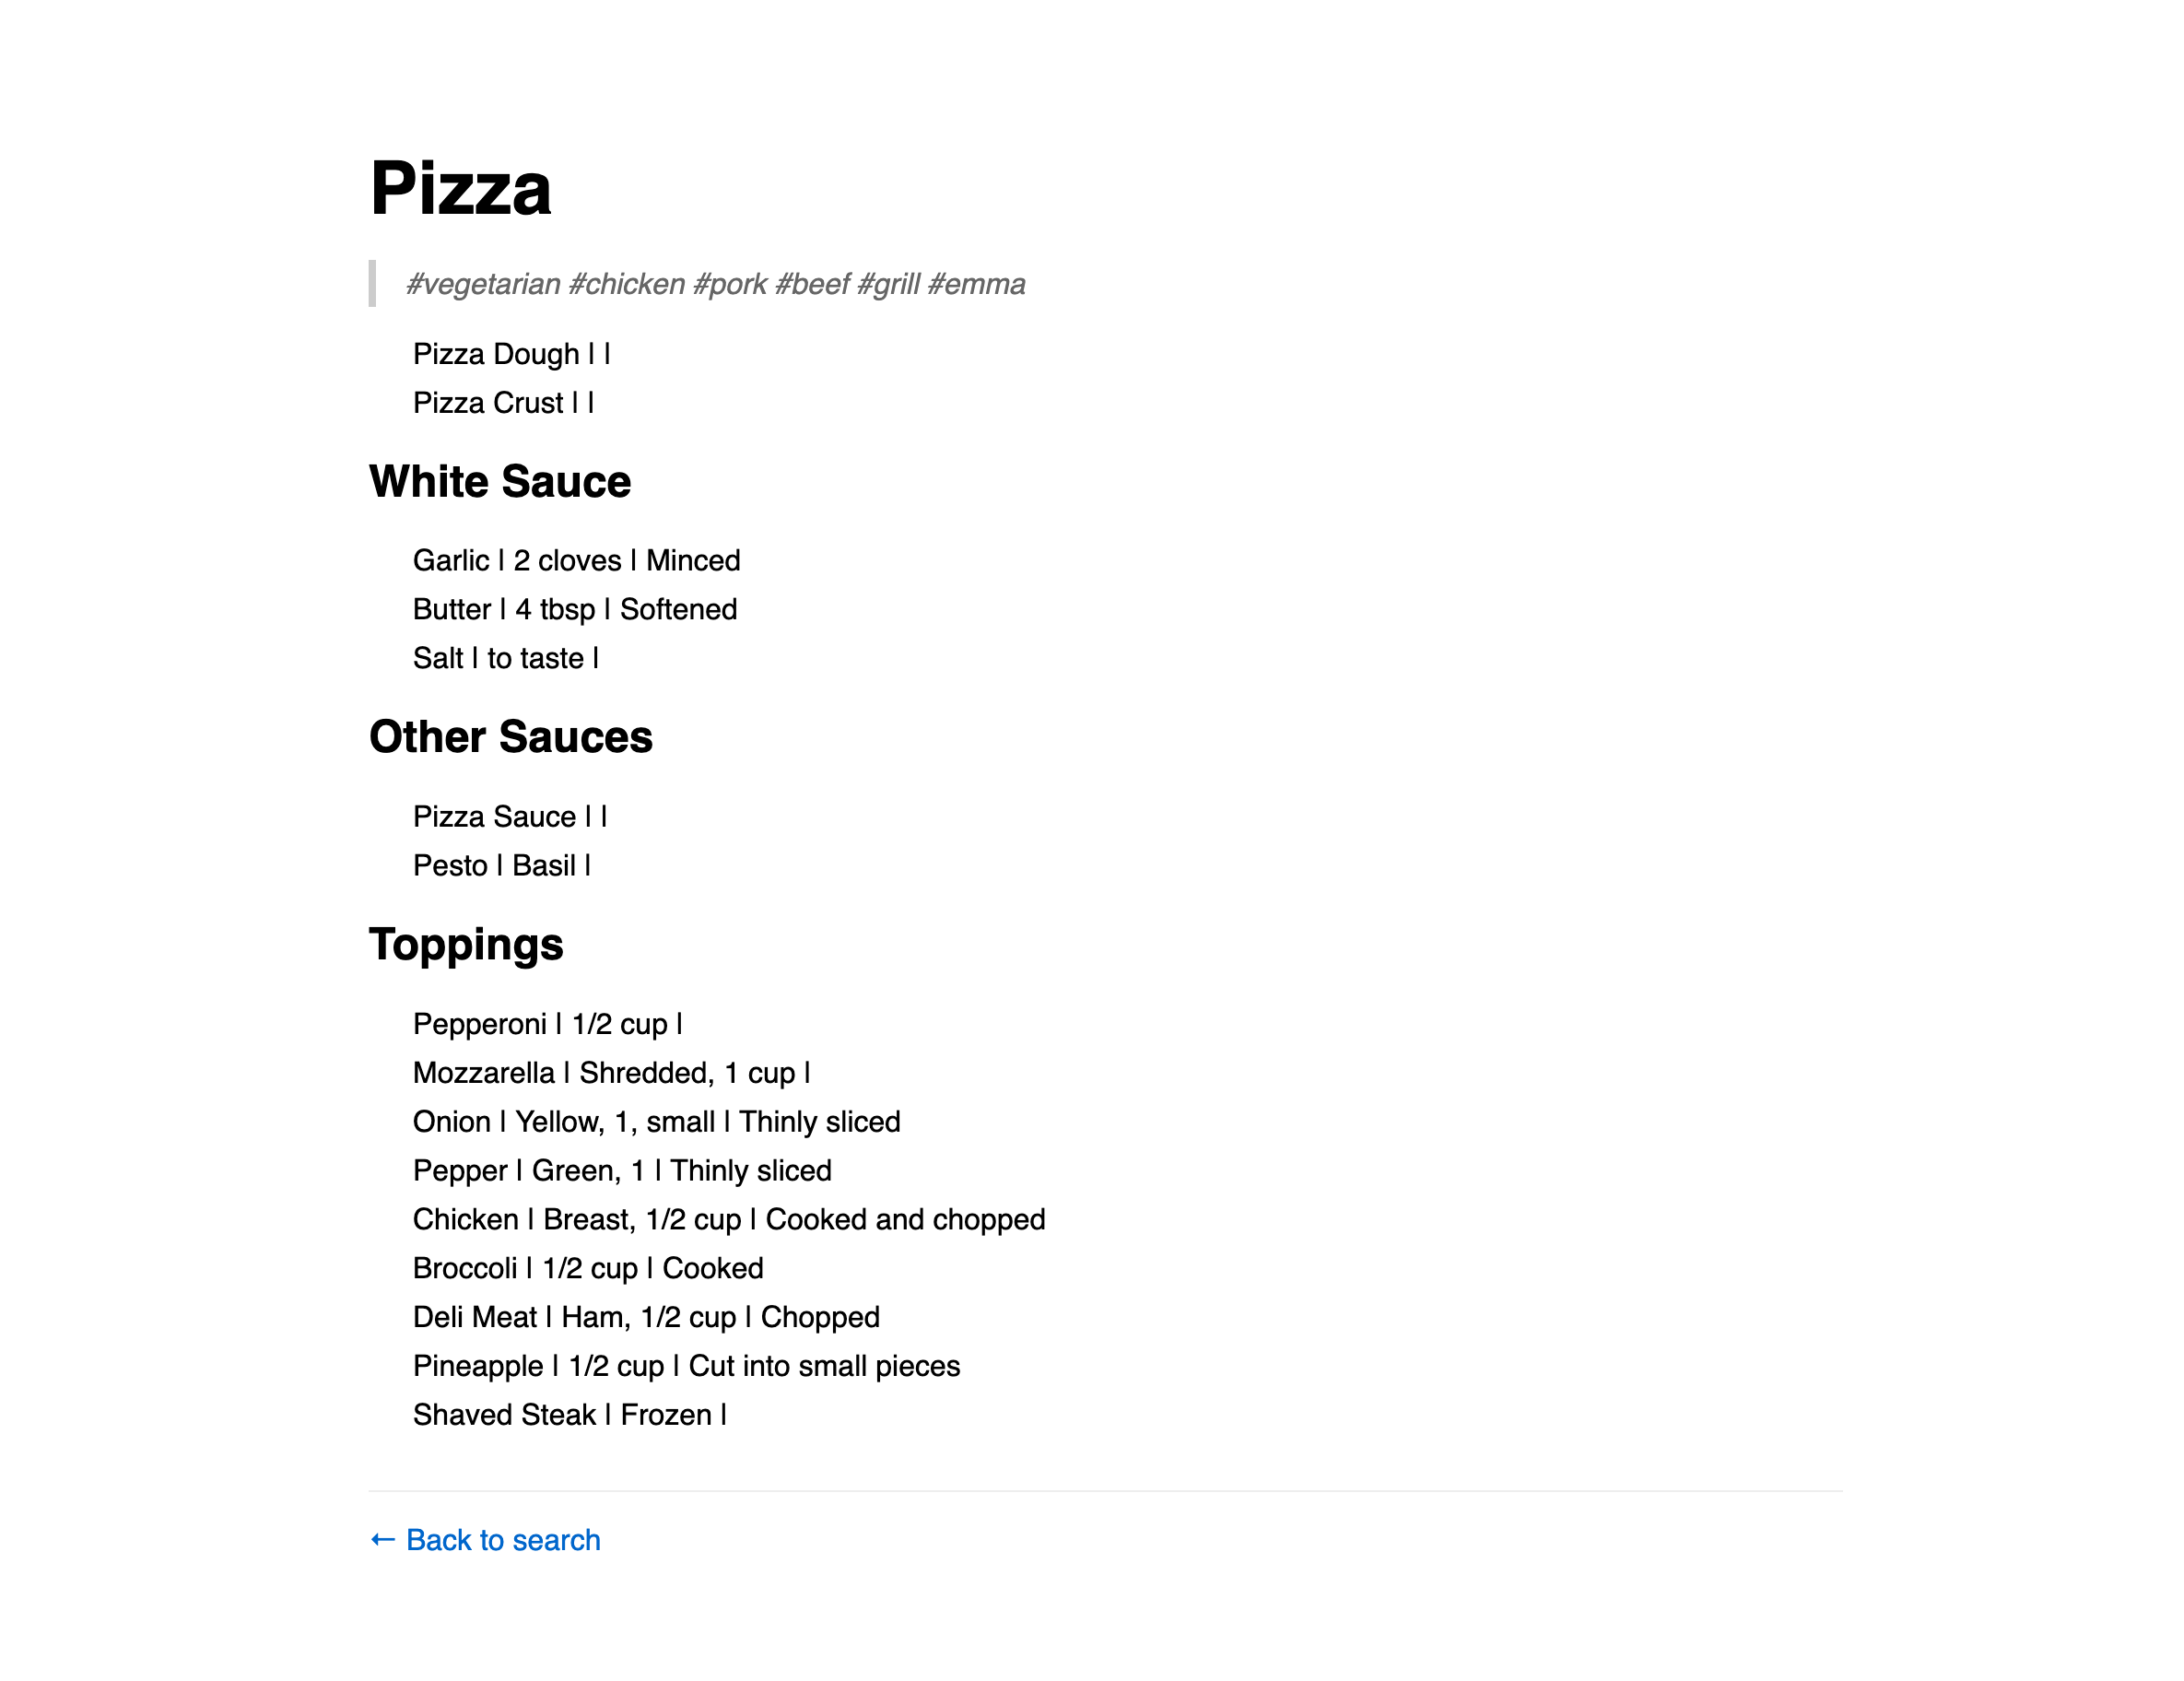 Pizza
#vegetarian #chicken #pork #beef #grill #emma
Pizza Dough | |
Pizza Crust | |
White Sauce
Garlic | 2 cloves | Minced
Butter | 4 tbsp | Softened
Salt | to taste |
Other Sauces
Pizza Sauce | |
Pesto | Basil |
Toppings
Pepperoni | 1/2 cup |
Mozzarella | Shredded, 1 cup |
Onion | Yellow, 1, small | Thinly sliced
Pepper | Green, 1 | Thinly sliced
Chicken | Breast, 1/2 cup | Cooked and chopped
Broccoli | 1/2 cup | Cooked
Deli Meat | Ham, 1/2 cup | Chopped
Pineapple | 1/2 cup | Cut into small pieces
Shaved Steak | Frozen |
← Back to search